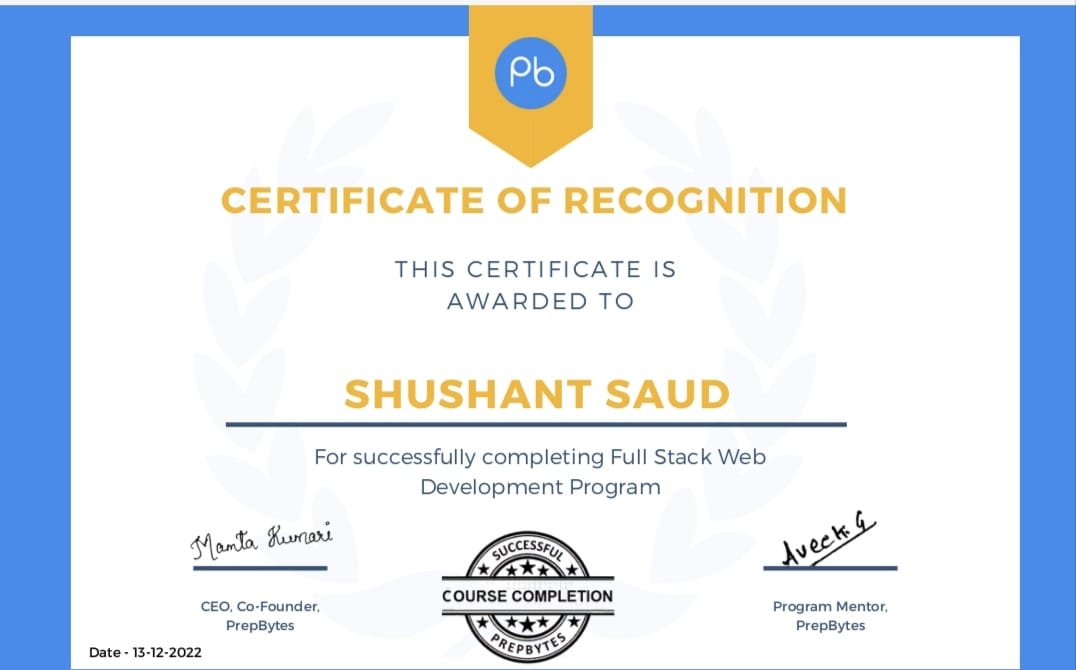 Pb
CERTIFICATE OF RECOGNITION
THIS CERTIFICATE IS
AWARDED TO
SHUSHANT SAUD
For successfully completing Full Stack Web
Development Program
Mamta Kumari
Aveek G
CEO, Co-Founder,
PrepBytes
SUCCESSFUL
COURSE COMPLETION
PREPBYTES
Program Mentor,
PrepBytes
Date - 13-12-2022